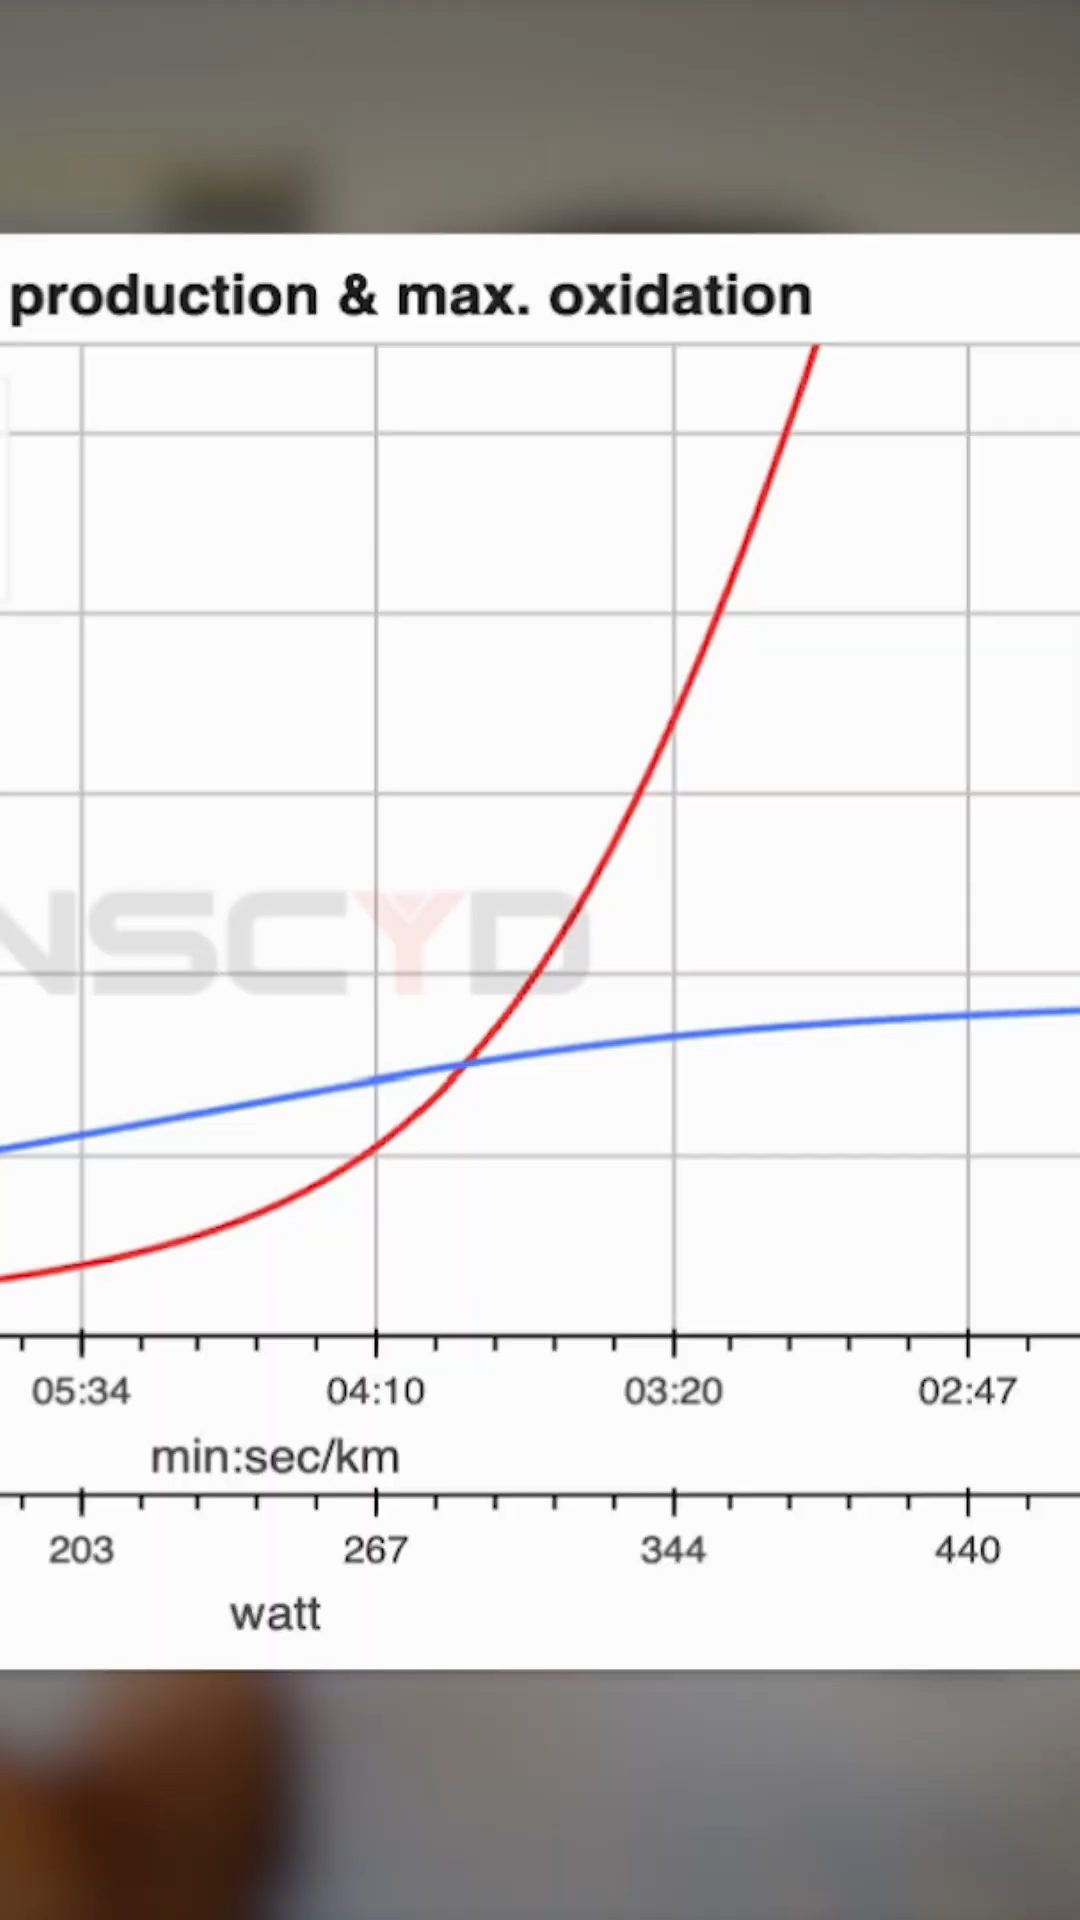 production & max. oxidation
NSCYD
05:34 04:10 03:20 02:47
min:sec/km
203 267 344 440
watt